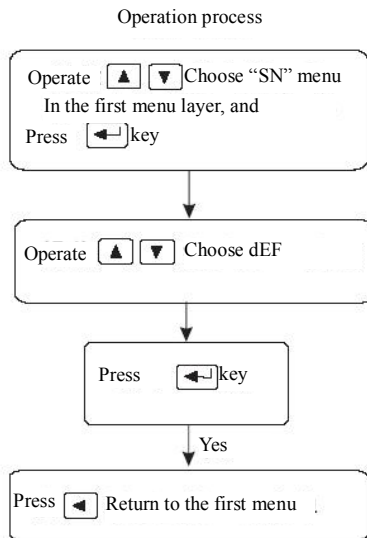 Operation process
Operate ▲ ▼ Choose “SN” menu
In the first menu layer, and
Press ↵ key
Operate ▲ ▼ Choose dEF
Press ↵ key
Yes
Press ◄ Return to the first menu